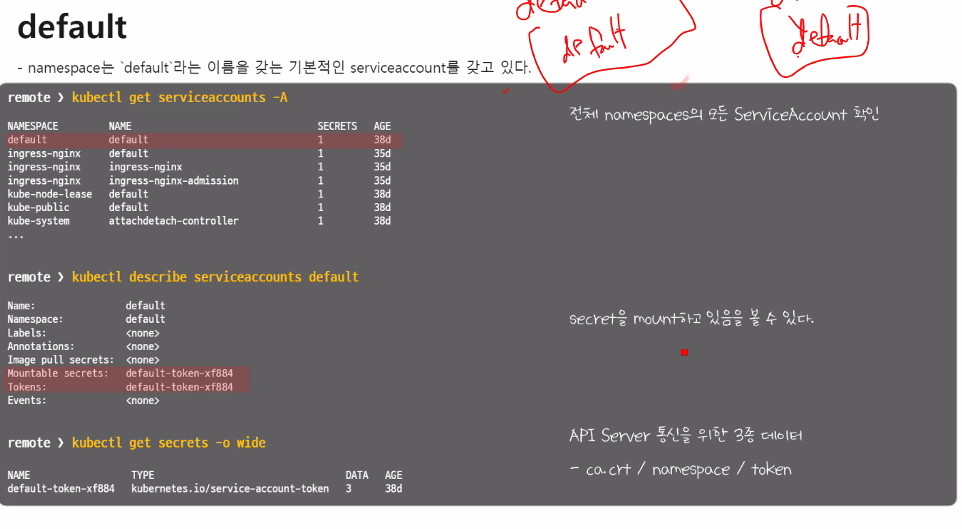 default
default
default
default
- namespace는 `default`라는 이름을 갖는 기본적인 serviceaccount를 갖고 있다.
remote ❯ kubectl get serviceaccounts -A
전체 namespaces의 모든 ServiceAccount 확인
NAMESPACE NAME SECRETS AGE
default default 1 38d
ingress-nginx default 1 35d
ingress-nginx ingress-nginx 1 35d
ingress-nginx ingress-nginx-admission 1 35d
kube-node-lease default 1 38d
kube-public default 1 38d
kube-system attachdetach-controller 1 38d
...
remote ❯ kubectl describe serviceaccounts default
Name: default
Namespace: default
Labels: <none>
Annotations: <none>
Image pull secrets: <none>
Mountable secrets: default-token-xf884
Tokens: default-token-xf884
Events: <none>
secret을 mount하고 있음을 볼 수 있다.
remote ❯ kubectl get secrets -o wide
API Server 통신을 위한 3종 데이터
- ca.crt / namespace / token
NAME TYPE DATA AGE
default-token-xf884 kubernetes.io/service-account-token 3 38d